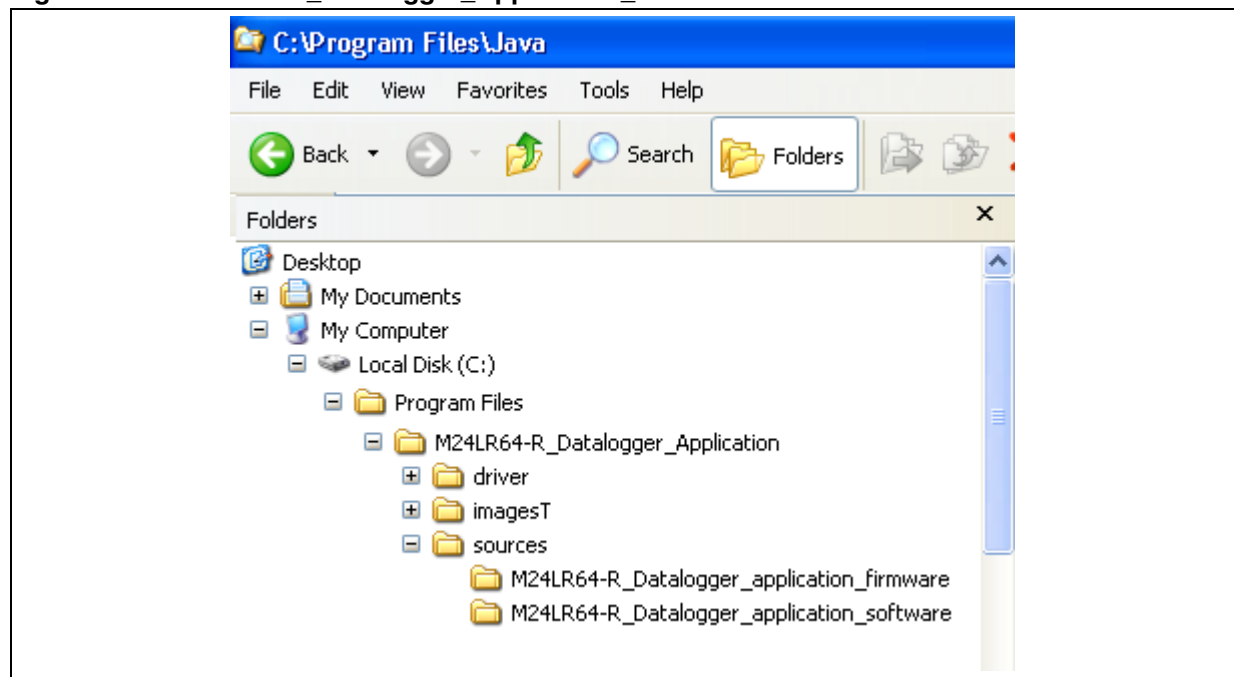 C:\Program Files\Java
File Edit View Favorites Tools Help
Back Search Folders
Folders
Desktop
My Documents
My Computer
Local Disk (C:)
Program Files
M24LR64-R_Datalogger_Application
driver
imagesT
sources
M24LR64-R_Datalogger_application_firmware
M24LR64-R_Datalogger_application_software